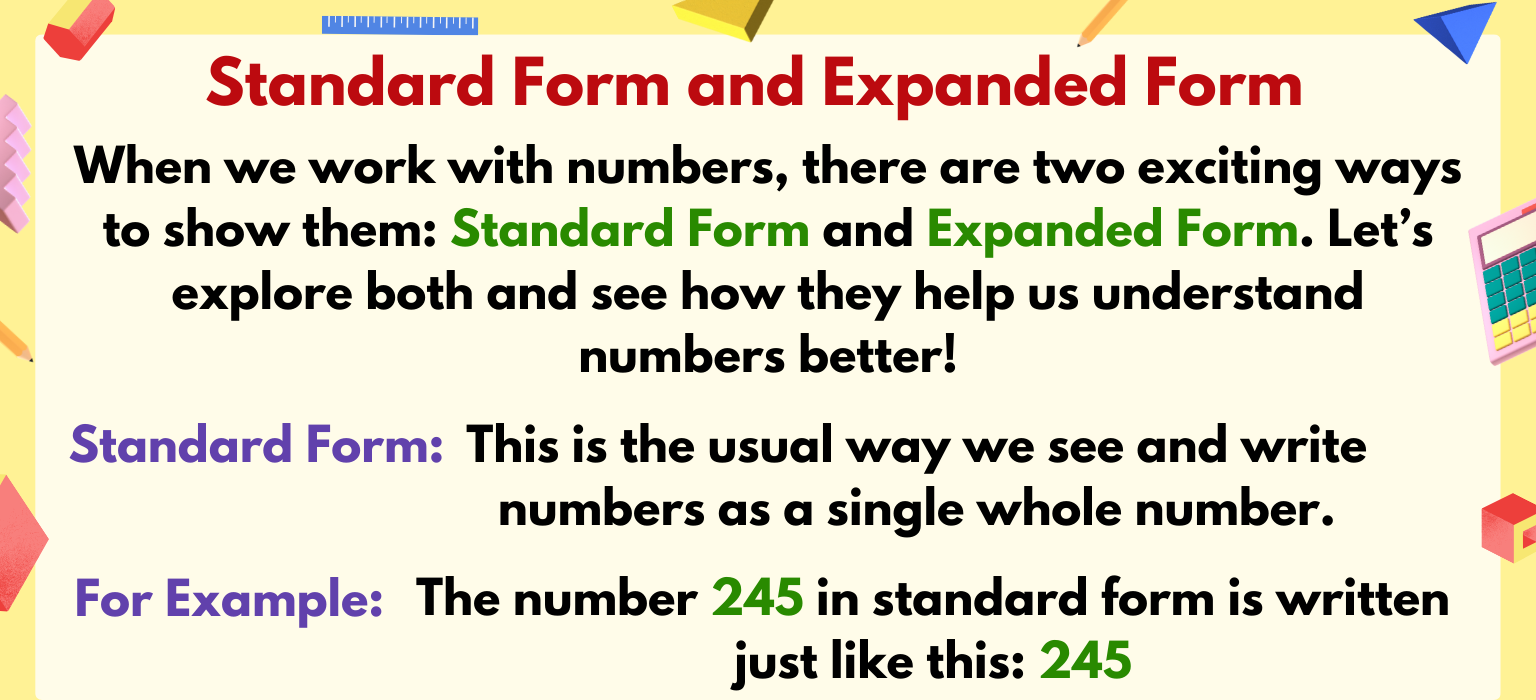 Standard Form and Expanded Form
When we work with numbers, there are two exciting ways
to show them: Standard Form and Expanded Form. Let’s
explore both and see how they help us understand
numbers better!
Standard Form: This is the usual way we see and write
numbers as a single whole number.
For Example: The number 245 in standard form is written
just like this: 245